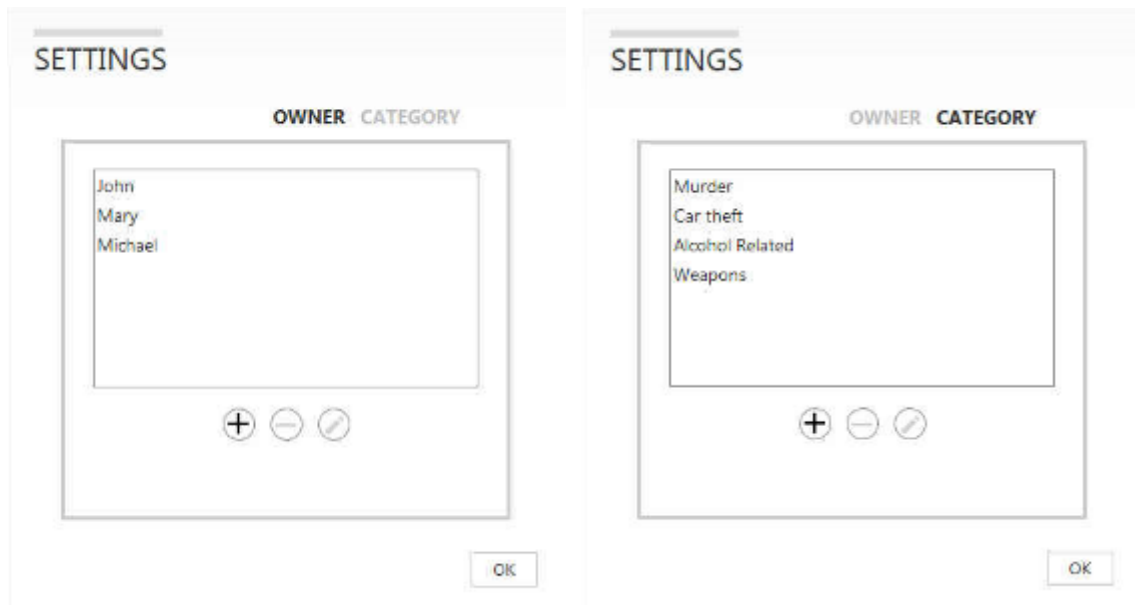 SETTINGS
OWNER CATEGORY
John
Mary
Michael
OK
SETTINGS
OWNER CATEGORY
Murder
Car theft
Alcohol Related
Weapons
OK